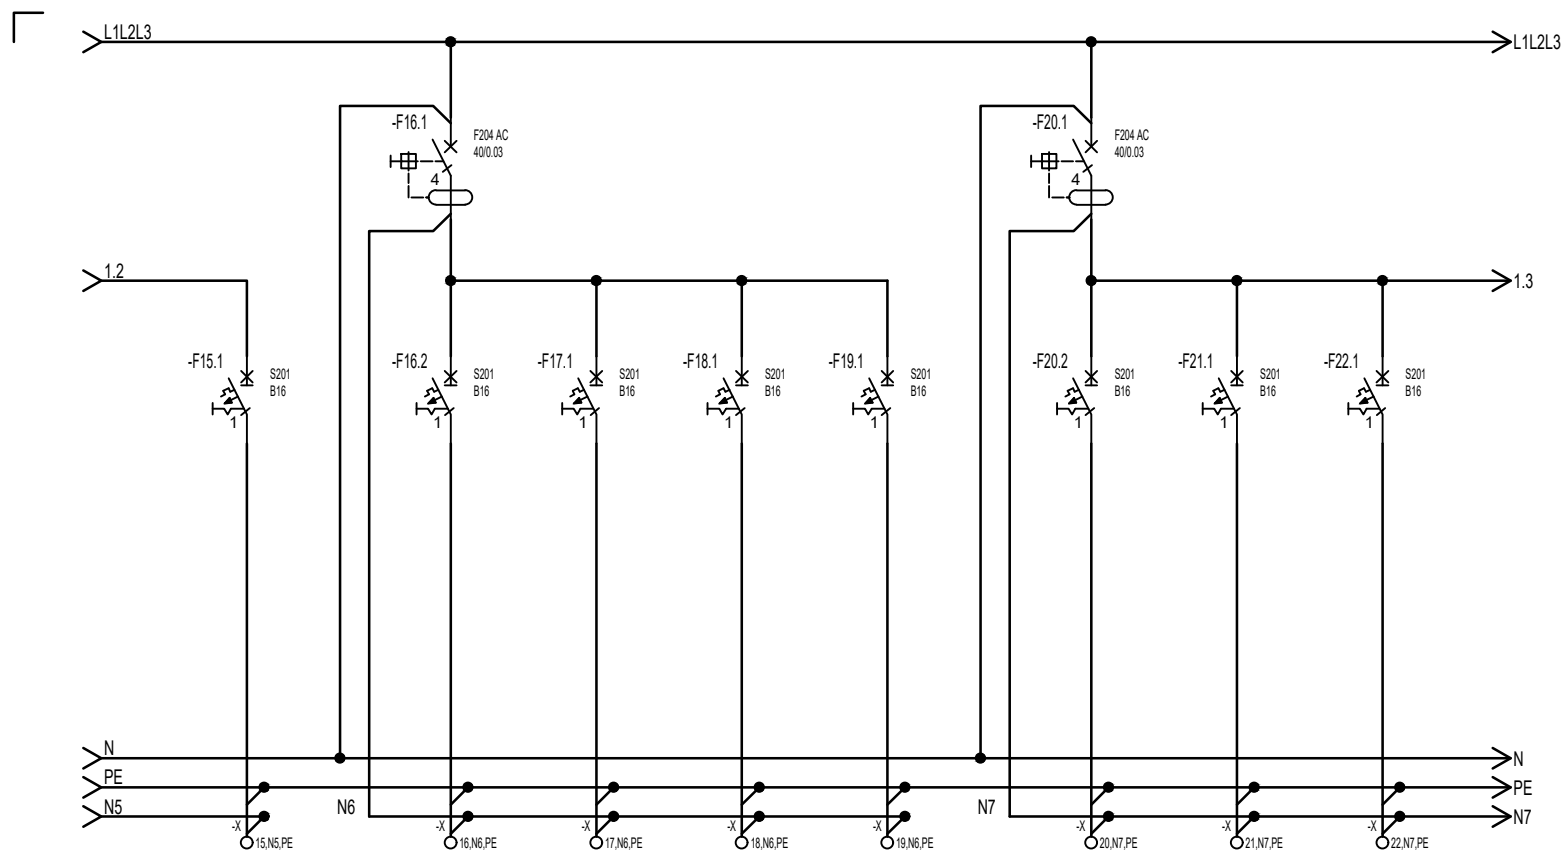 L1L2L3
L1L2L3
-F16.1
F204 AC
40/0.03
4
-F20.1
F204 AC
40/0.03
4
1.2
1.3
-F15.1
S201
B16
1
-F16.2
S201
B16
1
-F17.1
S201
B16
1
-F18.1
S201
B16
1
-F19.1
S201
B16
1
-F20.2
S201
B16
1
-F21.1
S201
B16
1
-F22.1
S201
B16
1
N
N
PE
PE
N5
N6
N7
N7
-X
15,N5,PE
-X
16,N6,PE
-X
17,N6,PE
-X
18,N6,PE
-X
19,N6,PE
-X
20,N7,PE
-X
21,N7,PE
-X
22,N7,PE